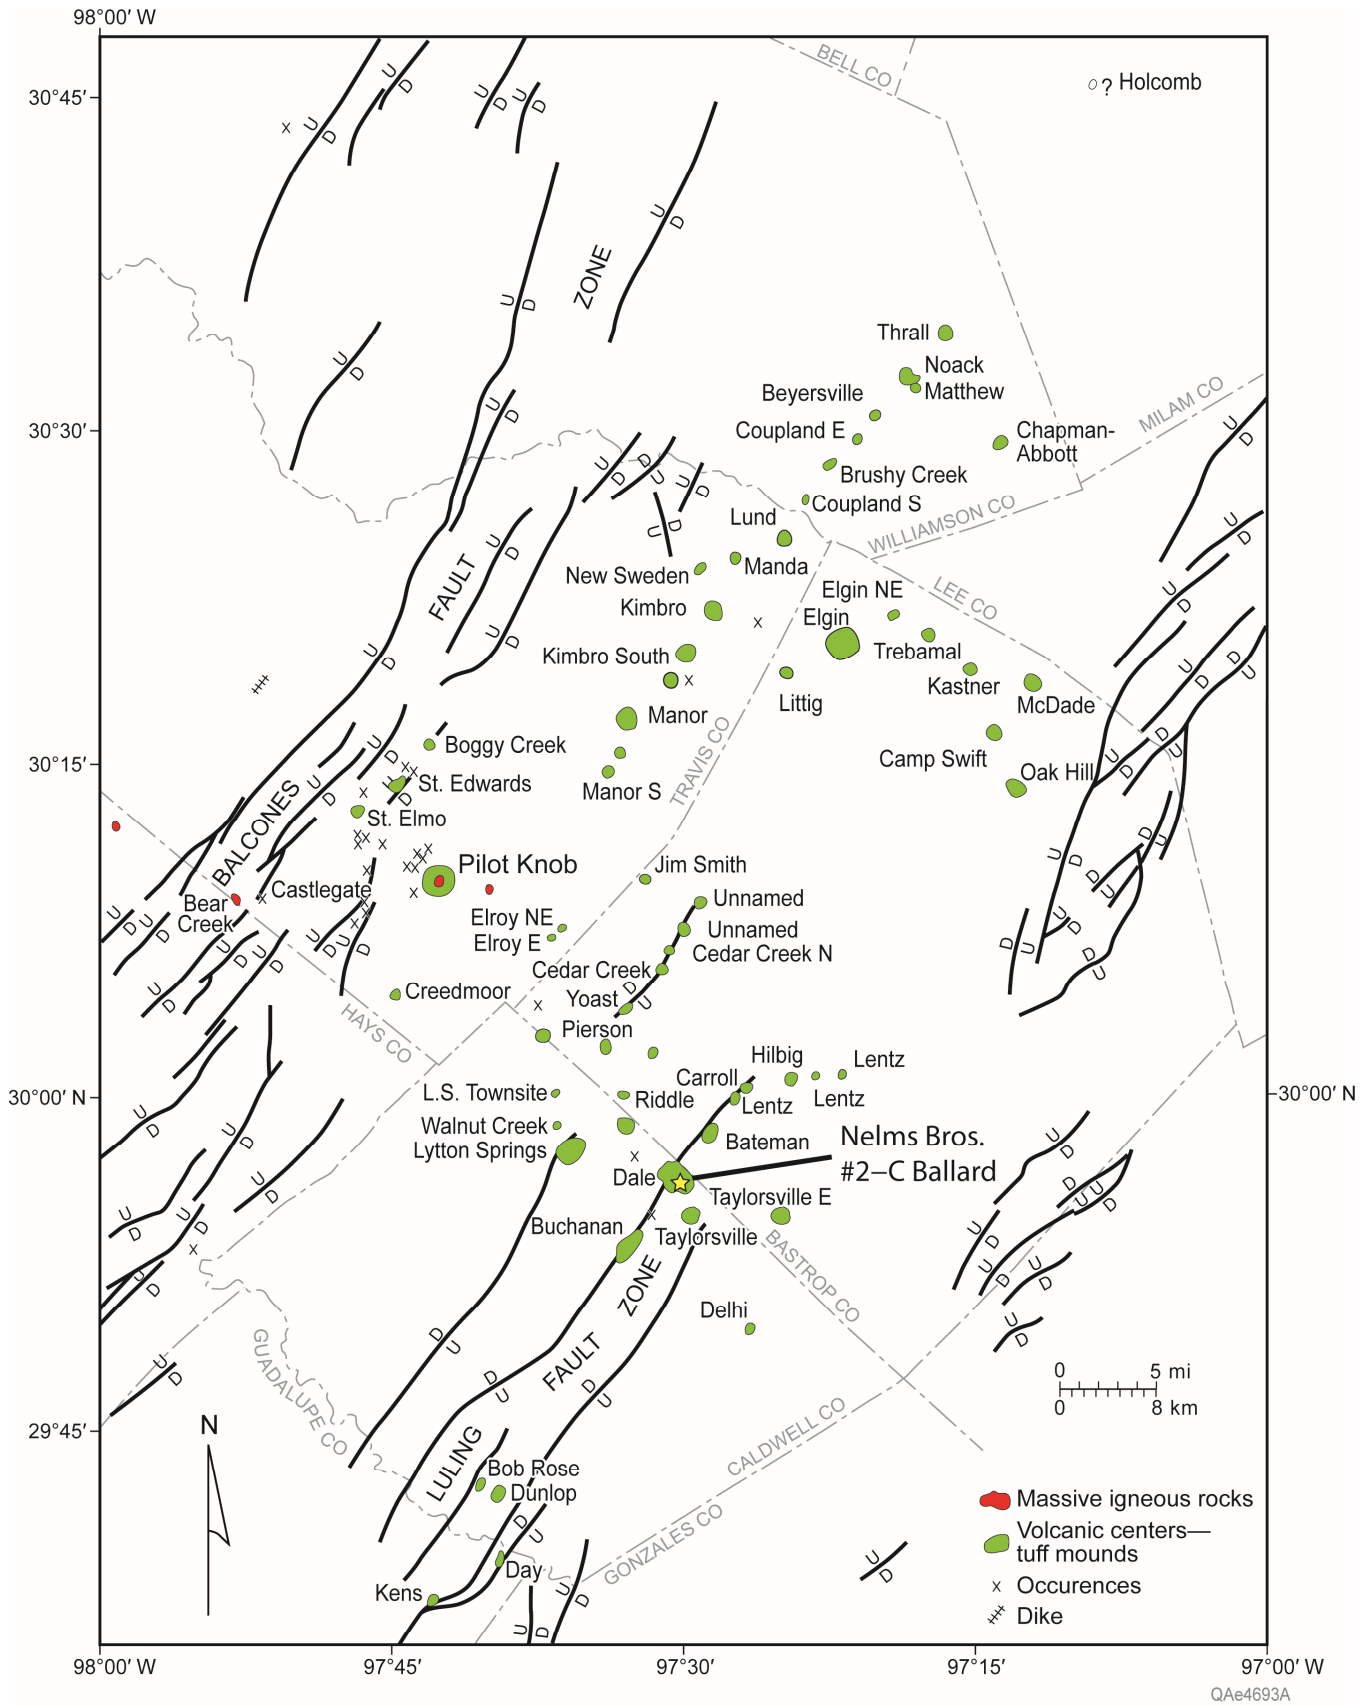 98°00′ W
30°45′
BELL CO
Holcomb
?
ZONE
Thrall
Noack
Matthew
Beyersville
MILAM CO
30°30′
Coupland E
Chapman-
Abbott
Brushy Creek
Coupland S
Lund
WILLIAMSON CO
Manda
New Sweden
FAULT
Kimbro
LEE CO
Elgin NE
Elgin
Trebamal
Kimbro South
Kastner
Littig
McDade
Manor
30°15′
Boggy Creek
TRAVIS CO
Camp Swift
Oak Hill
St. Edwards
Manor S
St. Elmo
BALCONES
Pilot Knob
Jim Smith
Castlegate
Bear
Creek
Unnamed
Elroy NE
Unnamed
Elroy E
Cedar Creek N
Cedar Creek
Creedmoor
Yoast
HAYS CO
Pierson
Hilbig
Lentz
Carroll
30°00′ N
30°00′ N
L.S. Townsite
Riddle
Lentz
Lentz
Walnut Creek
Lytton Springs
Bateman
Nelms Bros.
#2–C Ballard
Dale
Taylorsville E
Buchanan
Taylorsville
BASTROP CO
ZONE
Delhi
GUADALUPE CO
FAULT
0 5 mi
0 8 km
29°45′
N
CALDWELL CO
LULING
Bob Rose
Dunlop
GONZALES CO
Day
Kens
Massive igneous rocks
Volcanic centers—
tuff mounds
Occurences
Dike
98°00′ W
97°45′
97°30′
97°15′
97°00′ W
QAe4693A